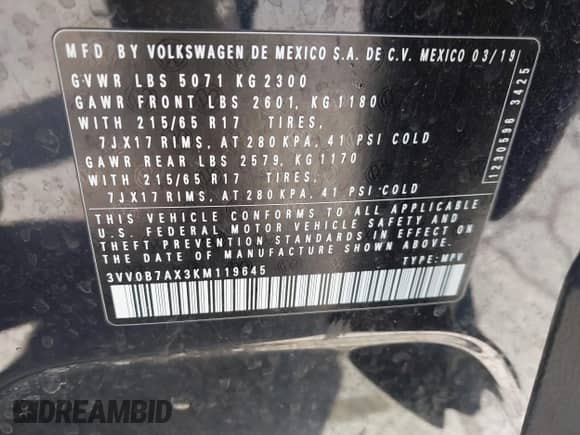 MFD BY VOLKSWAGEN DE MEXICO S.A. DE C.V. MEXICO 03/19
GVWR LBS 5071 KG 2300
GAWR FRONT LBS 2601, KG 1180
WITH 215/65 R17 TIRES,
7JX17 RIMS, AT 280 KPA, 41 PSI COLD
GAWR REAR LBS 2579, KG 1170
WITH 215/65 R17 TIRES,
7JX17 RIMS, AT 280 KPA, 41 PSI COLD
THIS VEHICLE CONFORMS TO ALL APPLICABLE
U.S. FEDERAL MOTOR VEHICLE SAFETY AND
THEFT PREVENTION STANDARDS IN EFFECT ON THE
DATE OF MANUFACTURE SHOWN ABOVE.
3VV0B7AX3KM119645 TYPE: MPV
1230596 3425
DREAMBID